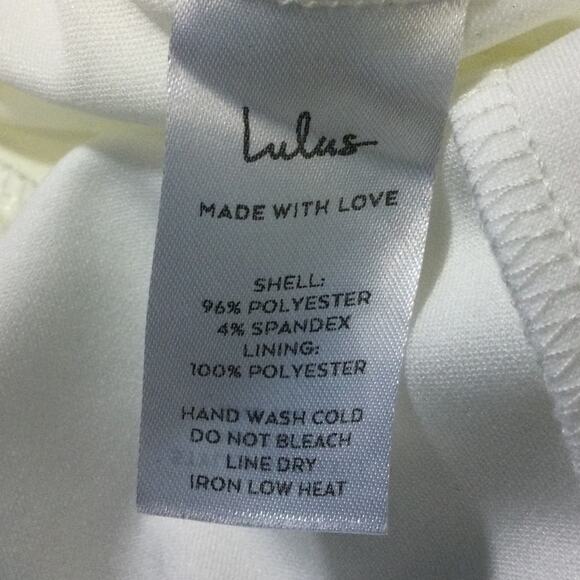 Lulus
MADE WITH LOVE
SHELL:
96% POLYESTER
4% SPANDEX
LINING:
100% POLYESTER
HAND WASH COLD
DO NOT BLEACH
LINE DRY
IRON LOW HEAT